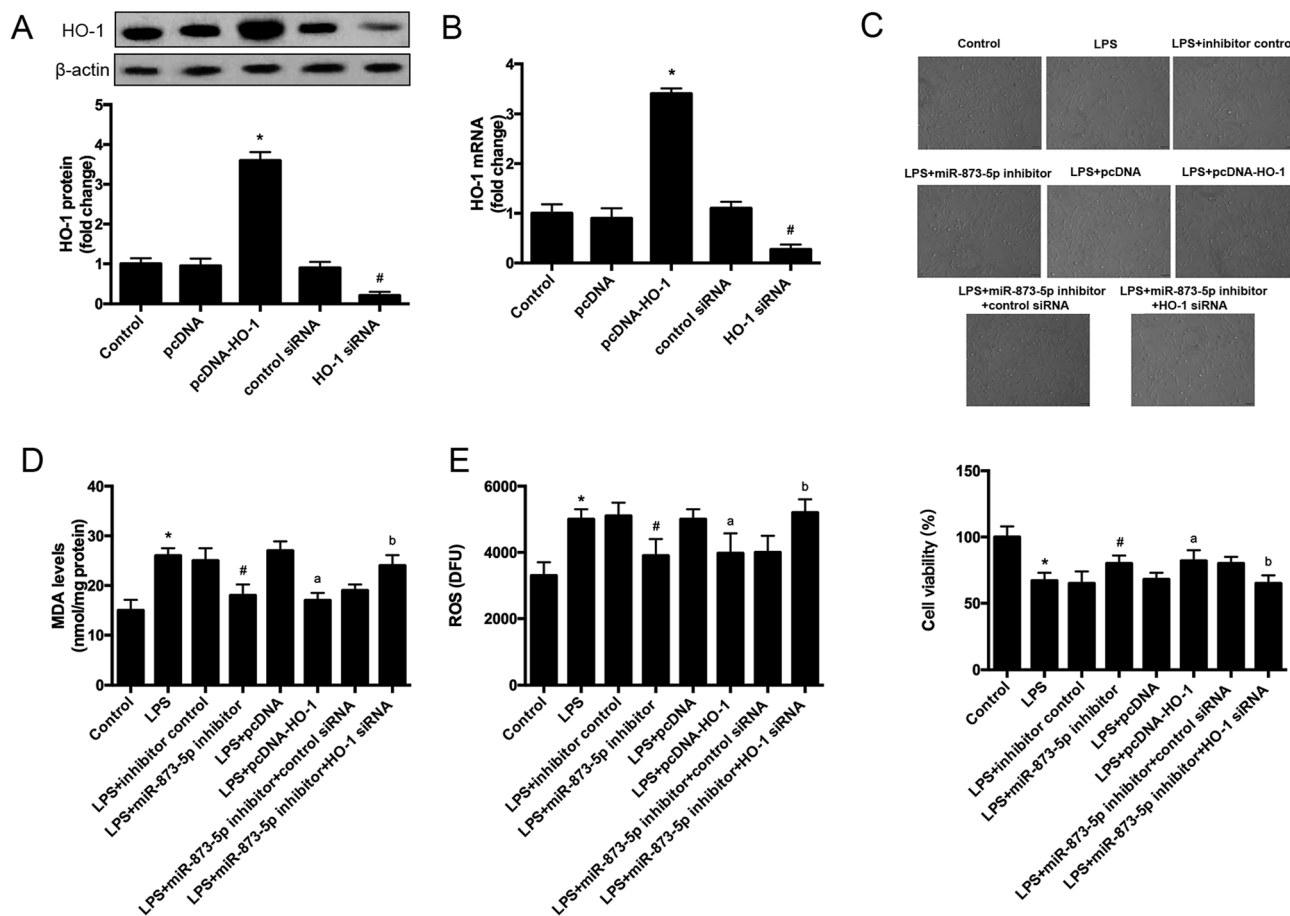 A
HO-1
β-actin
HO-1 protein
(fold change)
5
4
3
2
1
0
*
#
Control
pcDNA
pcDNA-HO-1
control siRNA
HO-1 siRNA
B
HO-1 mRNA
(fold change)
4
3
2
1
0
*
#
Control
pcDNA
pcDNA-HO-1
control siRNA
HO-1 siRNA
C
Control
LPS
LPS+inhibitor control
LPS+miR-873-5p inhibitor
LPS+pcDNA
LPS+pcDNA-HO-1
LPS+miR-873-5p inhibitor
+control siRNA
LPS+miR-873-5p inhibitor
+HO-1 siRNA
D
MDA levels
(nmol/mg protein)
40
30
20
10
0
*
#
a
b
Control
LPS
LPS+inhibitor control
LPS+miR-873-5p inhibitor
LPS+pcDNA
LPS+pcDNA-HO-1
LPS+miR-873-5p inhibitor+control siRNA
LPS+miR-873-5p inhibitor+HO-1 siRNA
E
ROS (DFU)
6000
4000
2000
0
*
#
a
b
Control
LPS
LPS+inhibitor control
LPS+miR-873-5p inhibitor
LPS+pcDNA
LPS+pcDNA-HO-1
LPS+miR-873-5p inhibitor+control siRNA
LPS+miR-873-5p inhibitor+HO-1 siRNA
Cell viability (%)
150
100
50
0
*
#
a
b
Control
LPS
LPS+inhibitor control
LPS+miR-873-5p inhibitor
LPS+pcDNA
LPS+pcDNA-HO-1
LPS+miR-873-5p inhibitor+control siRNA
LPS+miR-873-5p inhibitor+HO-1 siRNA